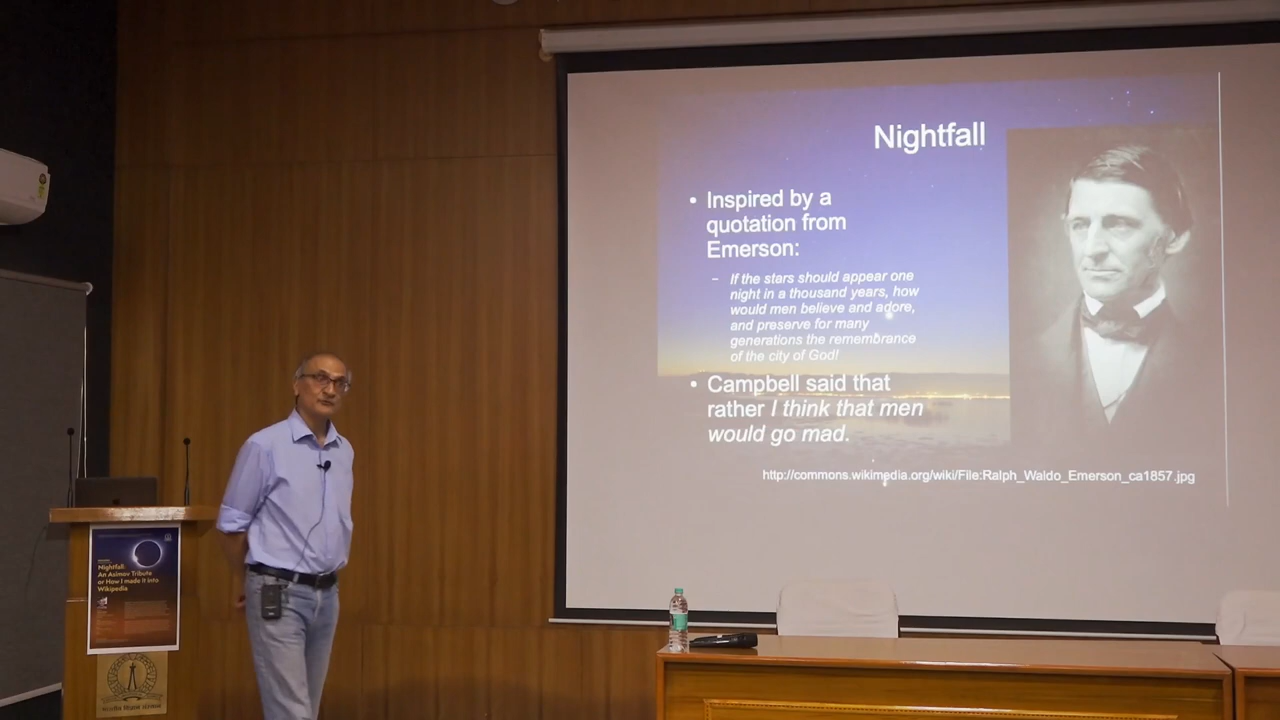 Nightfall
• Inspired by a
quotation from
Emerson:
– If the stars should appear one
night in a thousand years, how
would men believe and adore,
and preserve for many
generations the remembrance
of the city of God!
• Campbell said that
rather I think that men
would go mad.
http://commons.wikimedia.org/wiki/File:Ralph_Waldo_Emerson_ca1857.jpg
Nightfall:
An Asimov Tribute
or How I made it into
Wikipedia